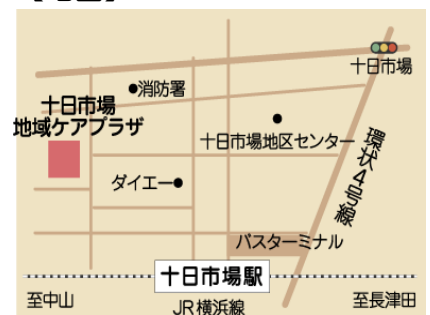 十日市場
消防署
十日市場
地域ケアプラザ
十日市場地区センター
環状4号線
ダイエー
バスターミナル
十日市場駅
至中山
JR横浜線
至長津田